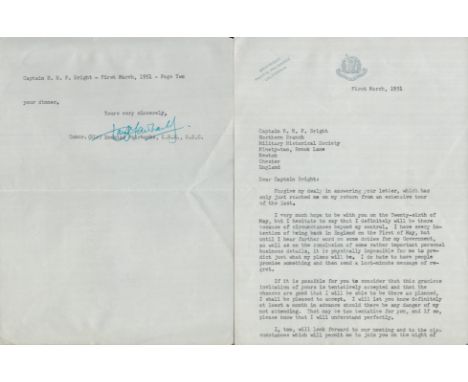 Captain E. M. P. Bright - First March, 1951 - Page Two
your dinner.
Yours very sincerely,
First March, 1951
Captain E. M. P. Bright
Northern Branch
Military Historical Society
Ninety-two, Brook Lane
Newton
Chester
England
Dear Captain Bright:
Forgive my dealy in answering your letter, which has
only just reached me on my return from an extensive tour
of the East.
I very much hope to be with you on the Twenty-sixth of
May, but I hesitate to say that I definitely will be there
because of circumstances beyond my control. I have every in-
tention of being back in England on the First of May, but
until I hear further word on some duties for my Government,
as well as on the conclusion of some rather important personal
business details, it is physically impossible for me to pre-
dict just what my plans will be. I do hate to have people
promise something and then send a last-minute message of re-
gret.
If it is possible for you to consider that this gracious
invitation of yours is tentatively accepted and that the
chances are good that I will be able to be there as planned,
I shall be pleased to accept. I will let you know definitely
at least a month in advance should there be any danger of my
not attending. That may be too tentative for you, and if so,
please know that I will understand perfectly.
I, too, will look forward to our meeting and to the cir-
cumstances which will permit me to join you on the night of